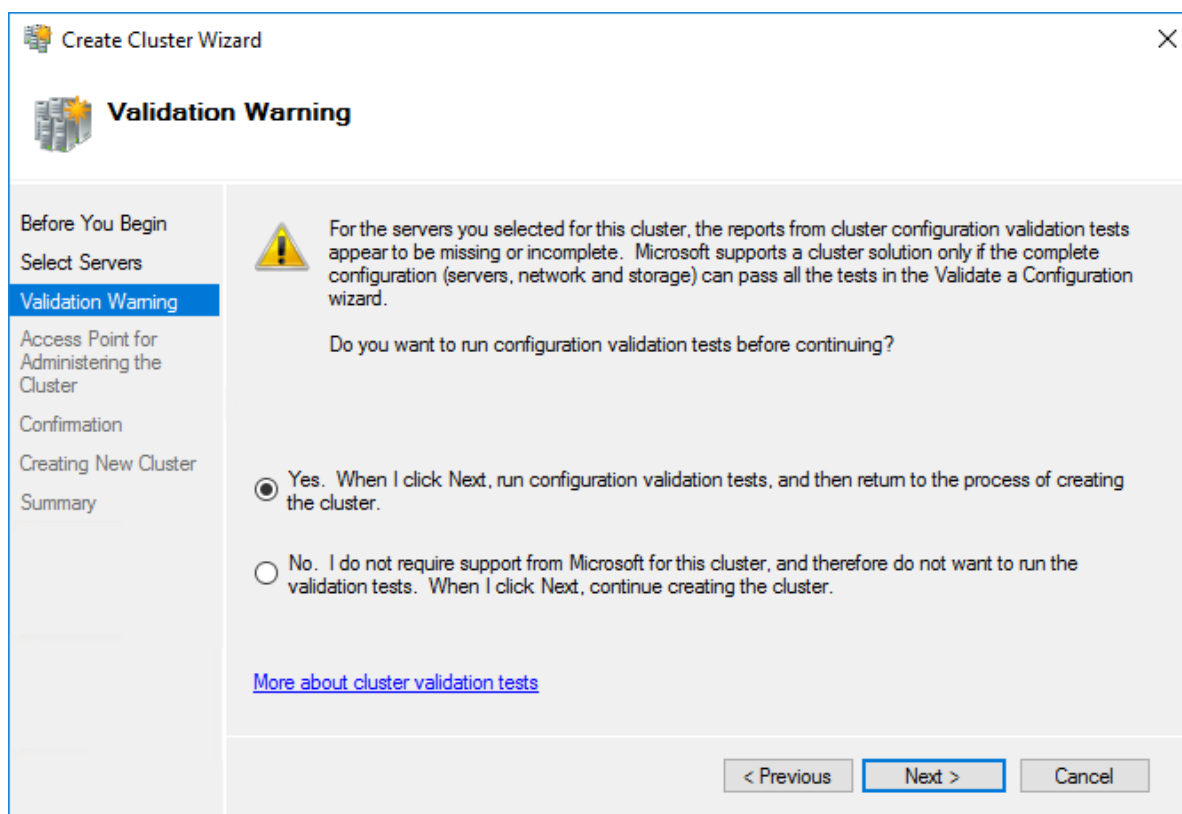 Create Cluster Wizard
Validation Warning
Before You Begin
Select Servers
Validation Warning
Access Point for
Administering the
Cluster
Confirmation
Creating New Cluster
Summary
For the servers you selected for this cluster, the reports from cluster configuration validation tests
appear to be missing or incomplete.  Microsoft supports a cluster solution only if the complete
configuration (servers, network and storage) can pass all the tests in the Validate a Configuration
wizard.
Do you want to run configuration validation tests before continuing?
Yes.  When I click Next, run configuration validation tests, and then return to the process of creating
the cluster.
No.  I do not require support from Microsoft for this cluster, and therefore do not want to run the
validation tests.  When I click Next, continue creating the cluster.
More about cluster validation tests
< Previous
Next >
Cancel